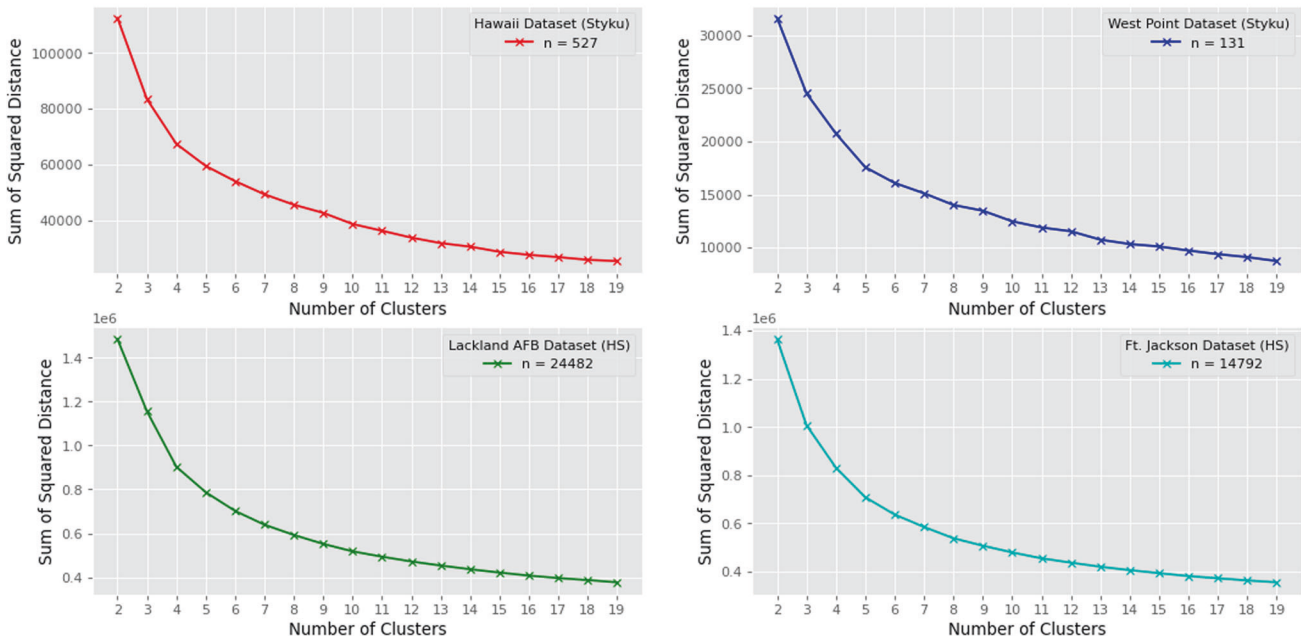 Hawaii Dataset (Styku)
n = 527
Sum of Squared Distance
100000
80000
60000
40000
2 3 4 5 6 7 8 9 10 11 12 13 14 15 16 17 18 19
Number of Clusters
West Point Dataset (Styku)
n = 131
Sum of Squared Distance
30000
25000
20000
15000
10000
2 3 4 5 6 7 8 9 10 11 12 13 14 15 16 17 18 19
Number of Clusters
1e6
Lackland AFB Dataset (HS)
n = 24482
Sum of Squared Distance
1.4
1.2
1.0
0.8
0.6
0.4
2 3 4 5 6 7 8 9 10 11 12 13 14 15 16 17 18 19
Number of Clusters
1e6
Ft. Jackson Dataset (HS)
n = 14792
Sum of Squared Distance
1.4
1.2
1.0
0.8
0.6
0.4
2 3 4 5 6 7 8 9 10 11 12 13 14 15 16 17 18 19
Number of Clusters